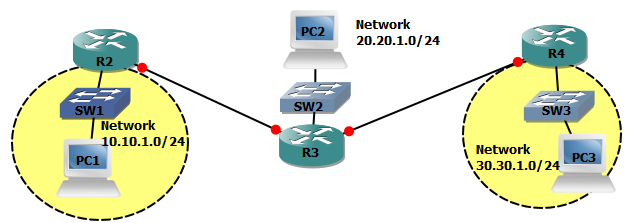 R2
SW1
Network
10.10.1.0/24
PC1
PC2
Network
20.20.1.0/24
SW2
R3
R4
SW3
Network
30.30.1.0/24
PC3